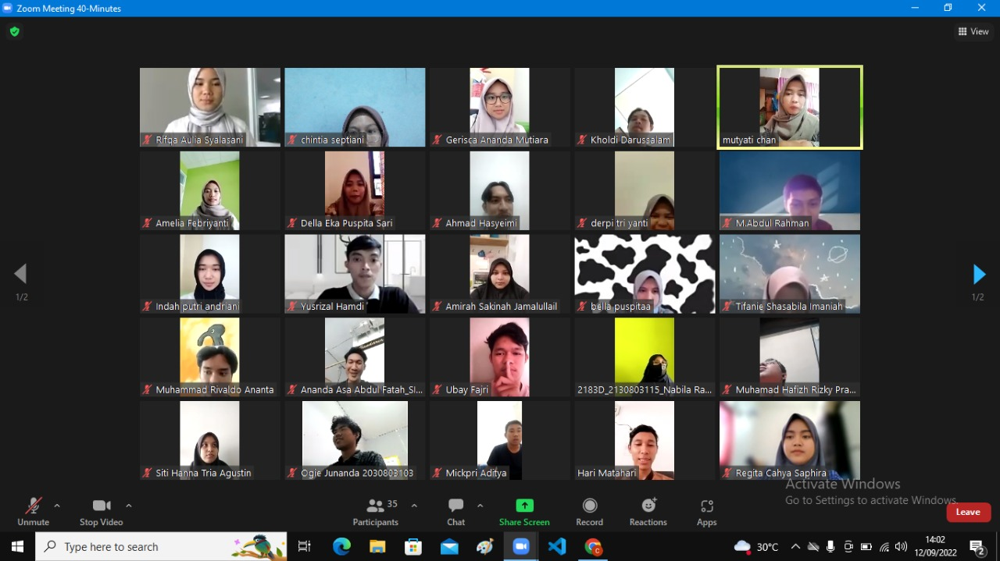 Zoom Meeting 40-Minutes
View
Rifqa Aulia Syalasani
chintia septiani
Gerisca Ananda Mutiara
Kholdi Darussalam
mutyati chan
Amelia Febriyanti
Della Eka Puspita Sari
Ahmad Hasyeimi
derpi tri yanti
M.Abdul Rahman
1/2
1/2
Indah putri andriani
Yusrizal Hamdi
Amirah Sakinah Jamalullail
bella puspitaa
Tifanie Shasabila Imaniah
Muhammad Rivaldo Ananta
Ananda Asa Abdul Fatah_SI...
Ubay Fajri
2183D_2130803115_Nabila Ra...
Muhamad Hafizh Rizky Pra...
Siti Hanna Tria Agustin
Ogie Junanda 2030803103
Mickpri Aditya
Hari Matahari
Regita Cahya Saphira
Activate Windows
Go to Settings to activate Windows.
Unmute
Stop Video
35
Participants
Chat
Share Screen
Record
Reactions
Apps
Leave
Type here to search
30°C
14:02
12/09/2022
2